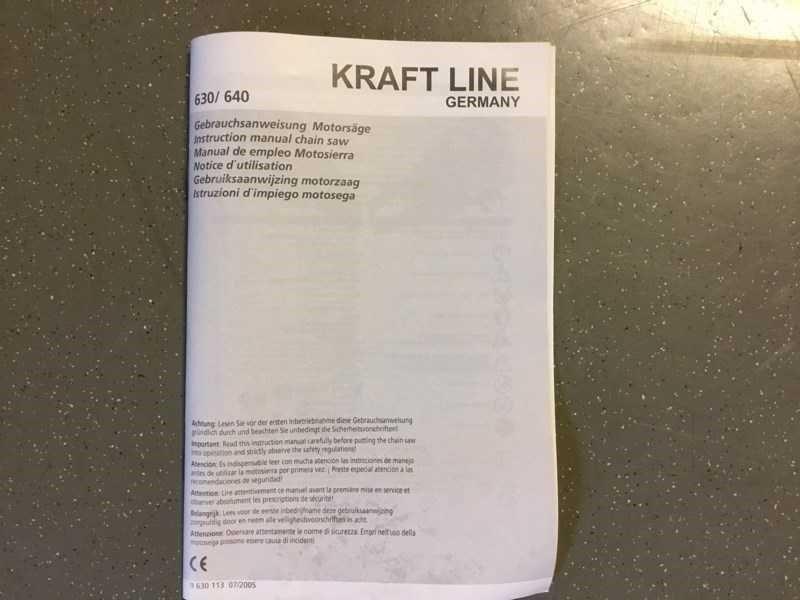 KRAFT LINE
GERMANY
630/ 640
Gebrauchsanweisung Motorsäge
Instruction manual chain saw
Manual de empleo Motosierra
Notice d´utilisation
Gebruiksaanwijzing motorzaag
Istruzioni d´impiego motosega
Achtung: Lesen Sie vor der ersten Inbetriebnahme diese Gebrauchsanweisung
gründlich durch und beachten Sie unbedingt die Sicherheitsvorschriften!
Important: Read this instruction manual carefully before putting the chain saw
into operation and strictly observe the safety regulations!
Atención: Es indispensable leer con mucha atención las instrcciones de manejo
antes de utilizar la motosierra por primera vez. ¡ Preste especial atención a las
recomendaciones de seguridad!
Attention: Lire attentivement ce manuel avant la première mise en service et
observer absolument les prescriptions de sécurité!
Belangrijk: Lees voor de eerste inbedrijfname deze gebruiksaanwijzing
zorgvuldig door en neem alle veiligheidsvoorschriften in acht.
Attenzione: Osservare attentamente le norme di sicurezza. Errori nell'uso della
motosega possono essere causa di incidenti
CE
9 630 113 07/2005